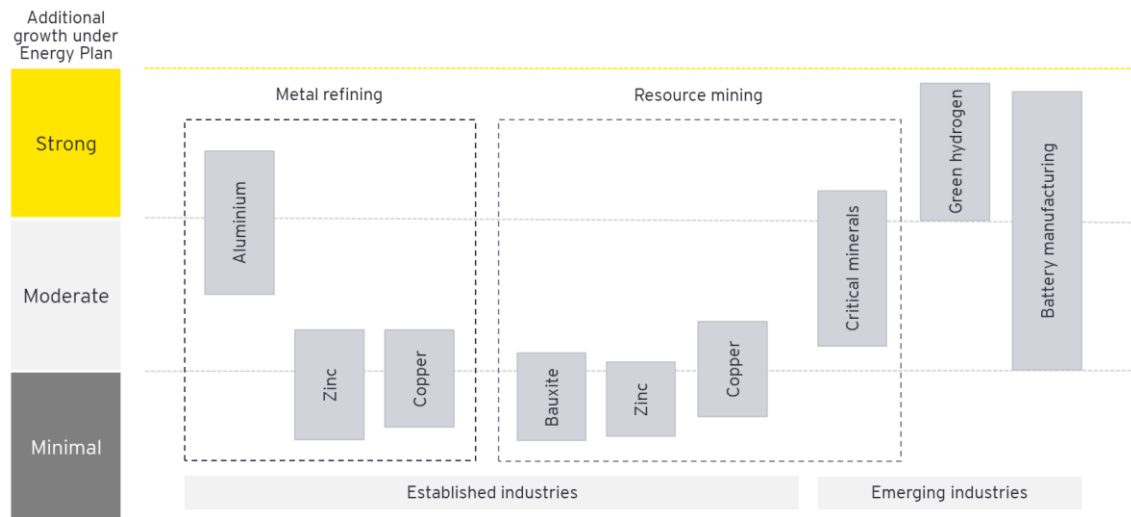 Additional
growth under
Energy Plan
Strong
Moderate
Minimal
Metal refining
Resource mining
Aluminium
Zinc
Copper
Bauxite
Zinc
Copper
Critical minerals
Green hydrogen
Battery manufacturing
Established industries
Emerging industries